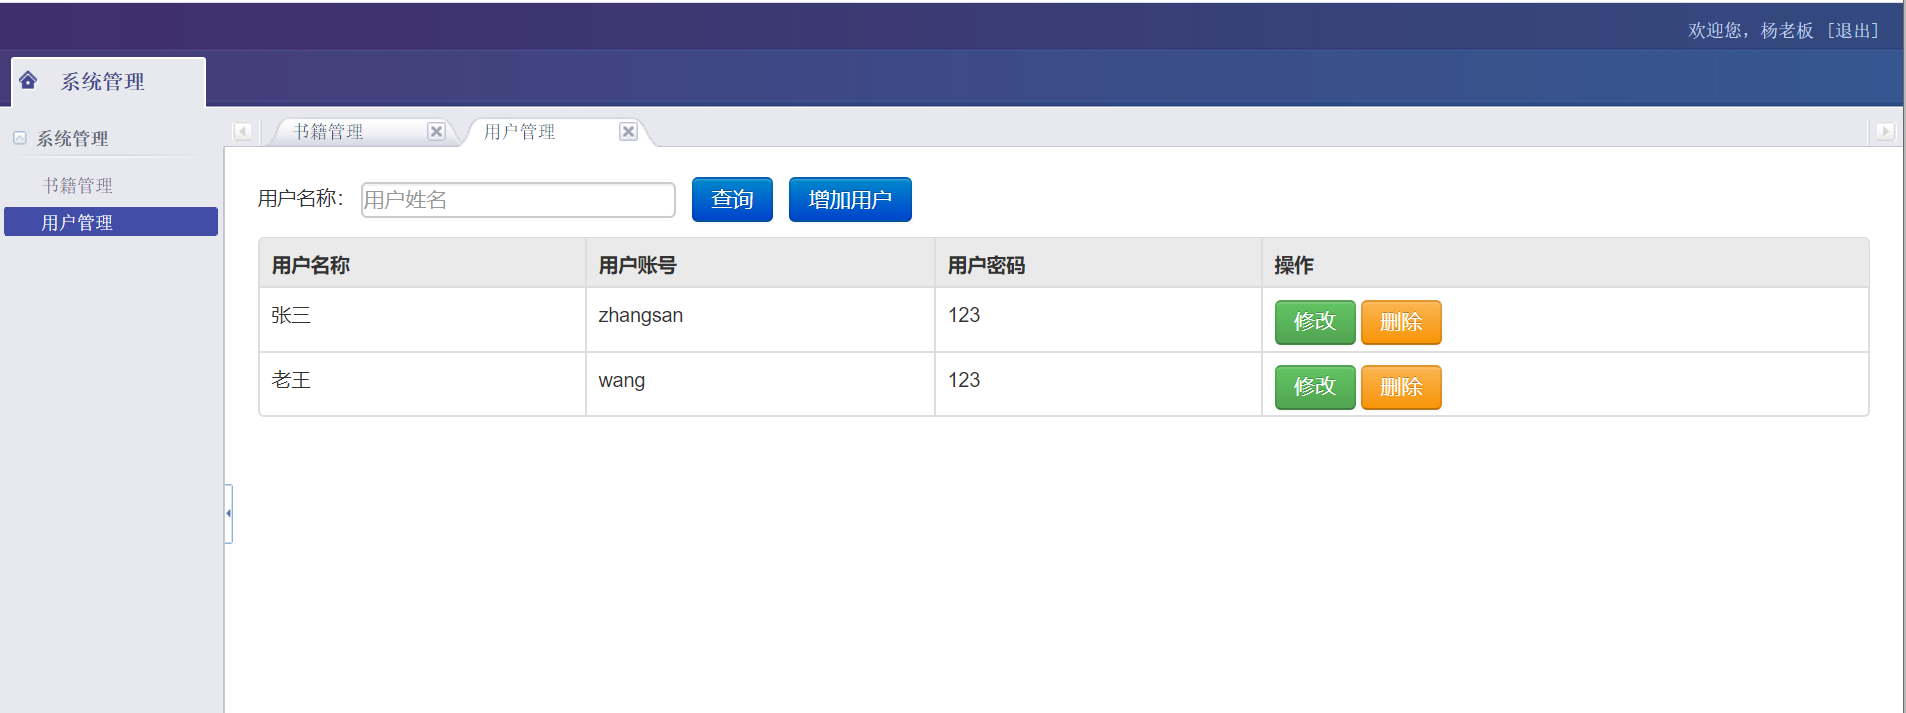 欢迎您，杨老板 [退出]
系统管理
系统管理
书籍管理
用户管理
书籍管理 用户管理
用户名称： 用户姓名 查询 增加用户
用户名称 用户账号 用户密码 操作
张三 zhangsan 123 修改 删除
老王 wang 123 修改 删除